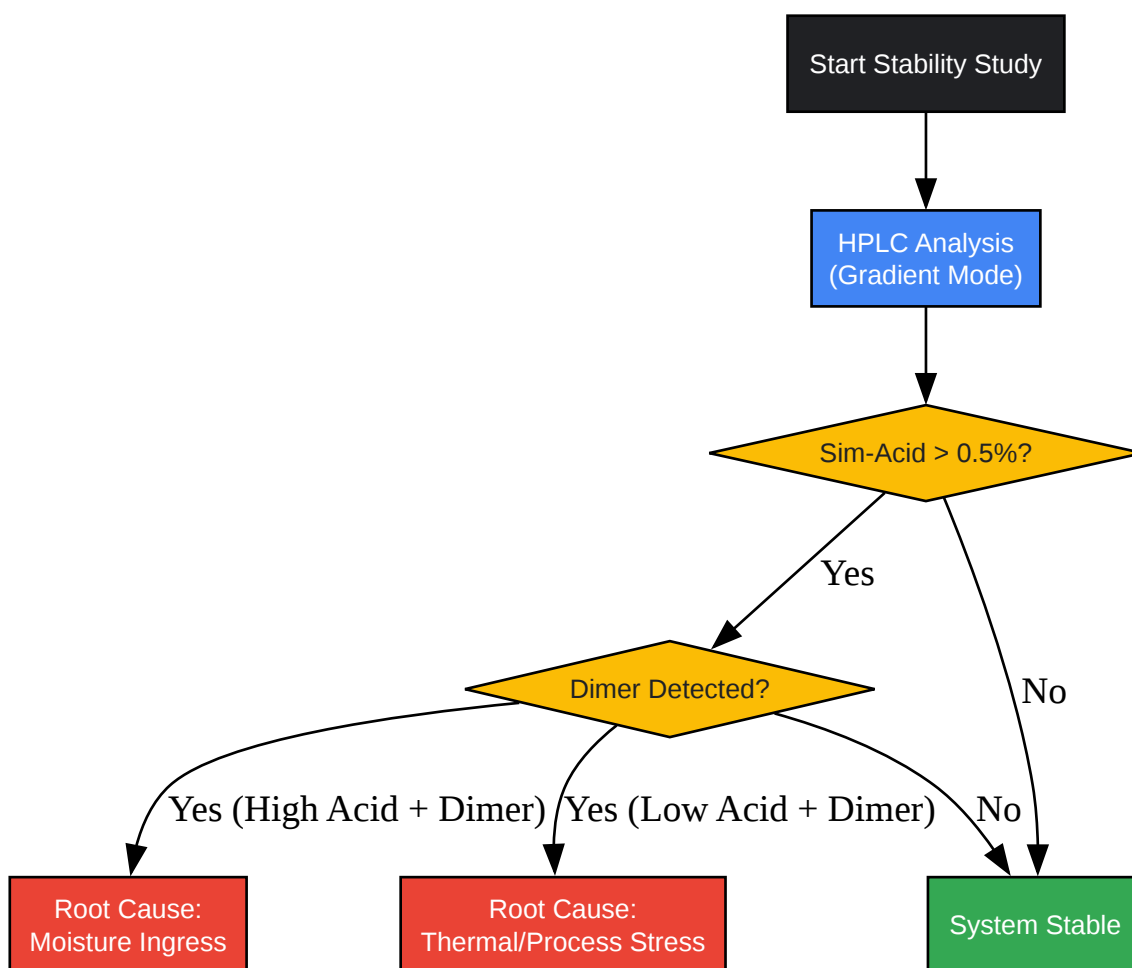 Start Stability Study
HPLC Analysis
(Gradient Mode)
Sim-Acid > 0.5%?
Yes
Dimer Detected?
No
Yes (High Acid + Dimer)
Yes (Low Acid + Dimer)
No
Root Cause:
Moisture Ingress
Root Cause:
Thermal/Process Stress
System Stable